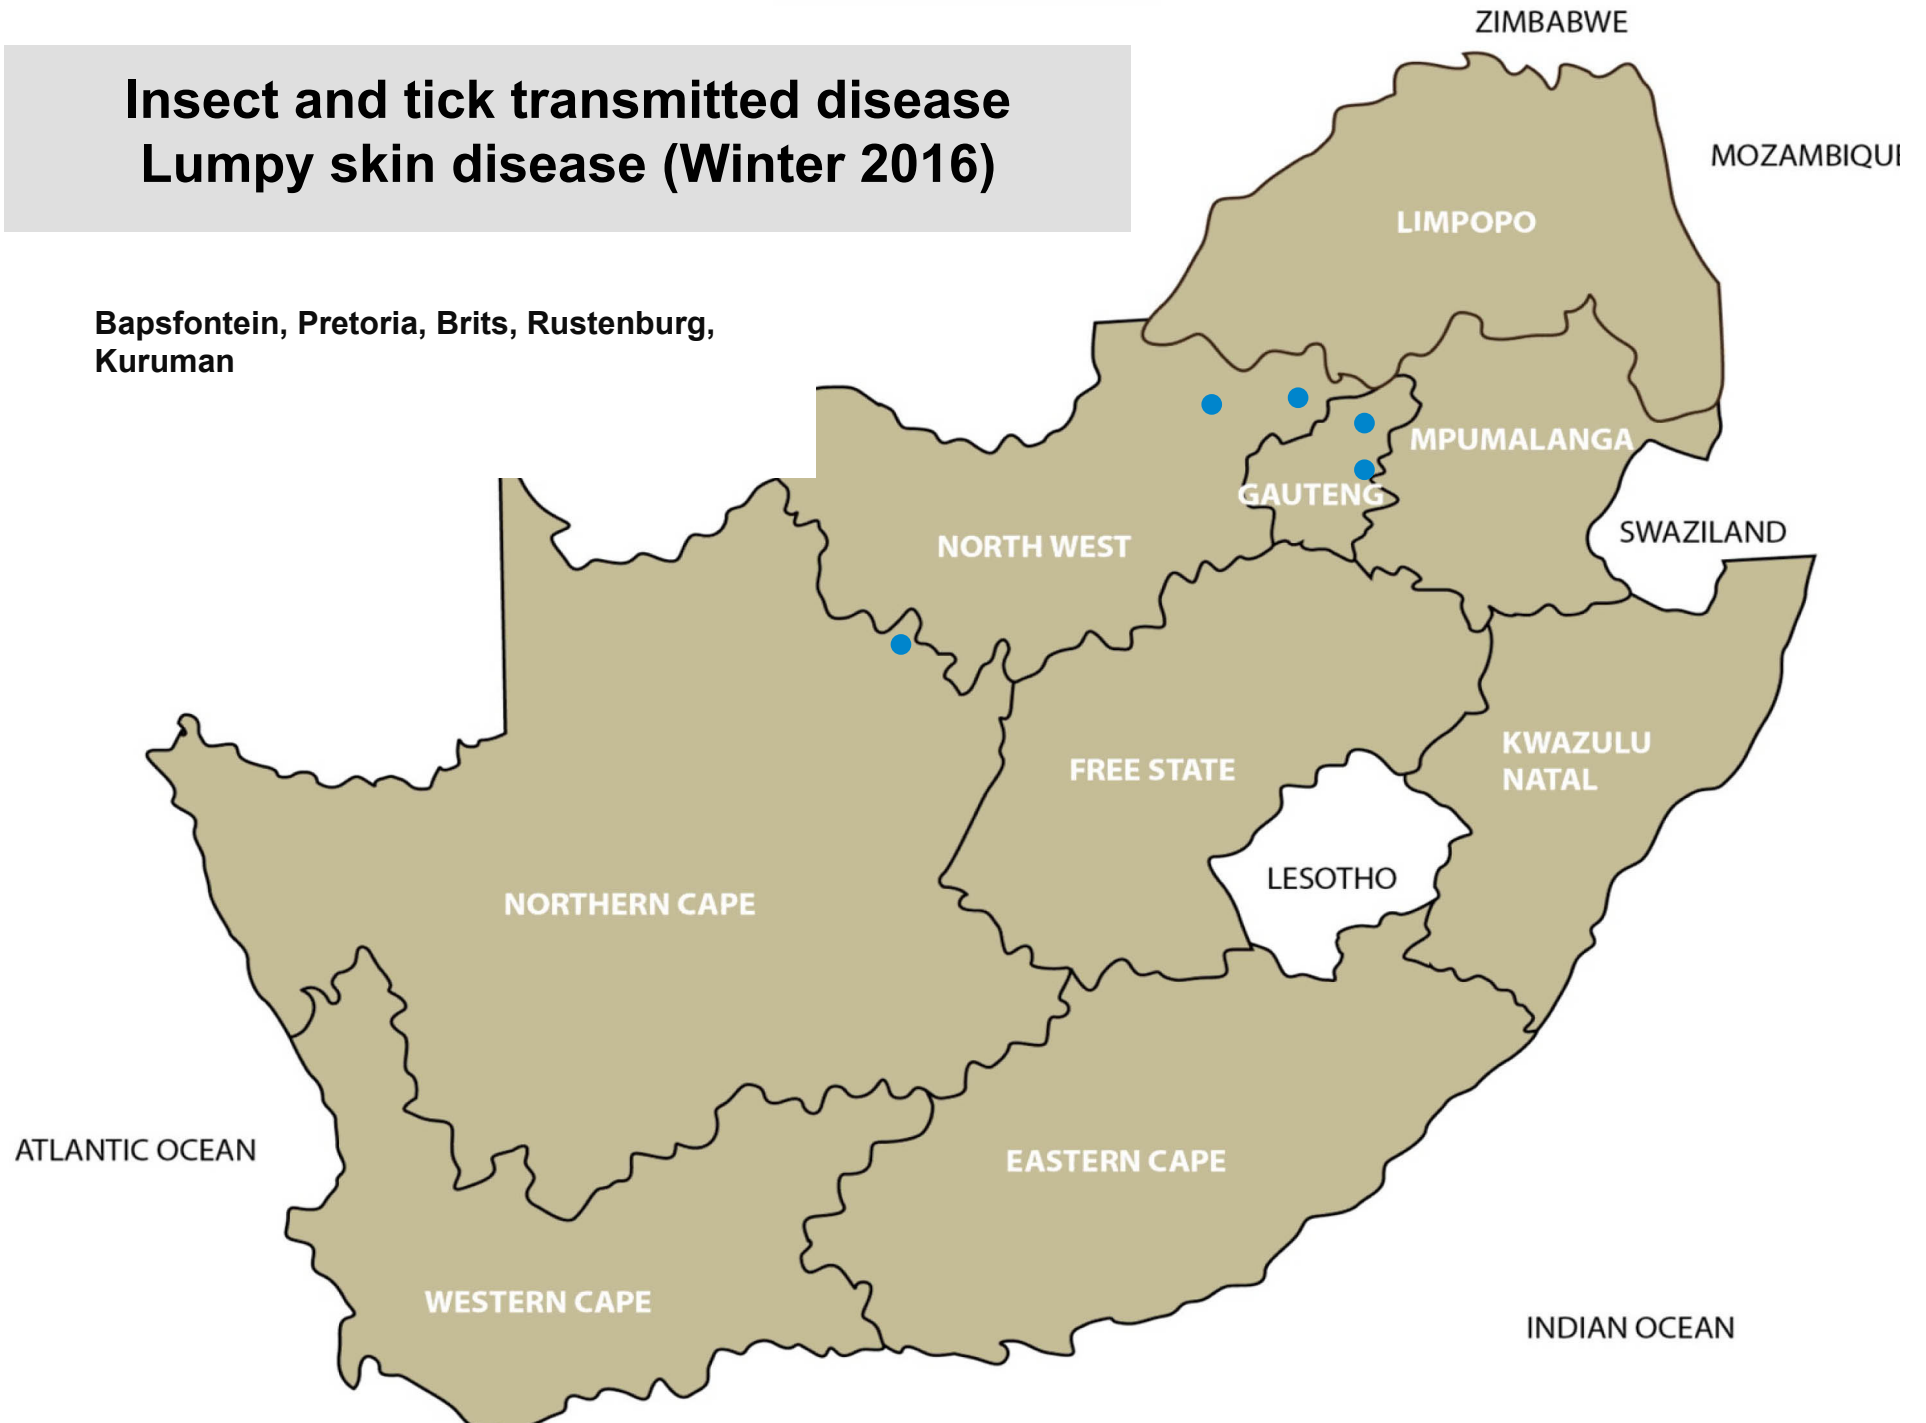 ZIMBABWE
Insect and tick transmitted disease
Lumpy skin disease (Winter 2016)
MOZAMBIQUI
LIMPOPO
Bapsfontein, Pretoria, Brits, Rustenburg,
Kuruman
MPUMALANGA
GAUTENG
SWAZILAND
NORTH WEST
KWAZULU
NATAL
FREE STATE
LESOTHO
NORTHERN CAPE
ATLANTIC OCEAN
EASTERN CAPE
WESTERN CAPE
INDIAN OCEAN